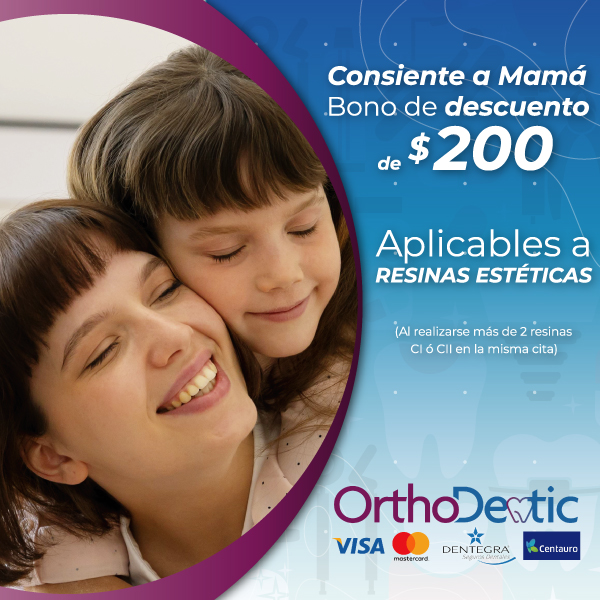 Consiente a Mamá
Bono de descuento
de $200
Aplicables a
RESINAS ESTÉTICAS
(Al realizarse más de 2 resinas
CI ó CII en la misma cita)
OrthoDentic
VISA
mastercard.
DENTEGRA
Seguros Dentales
Centauro